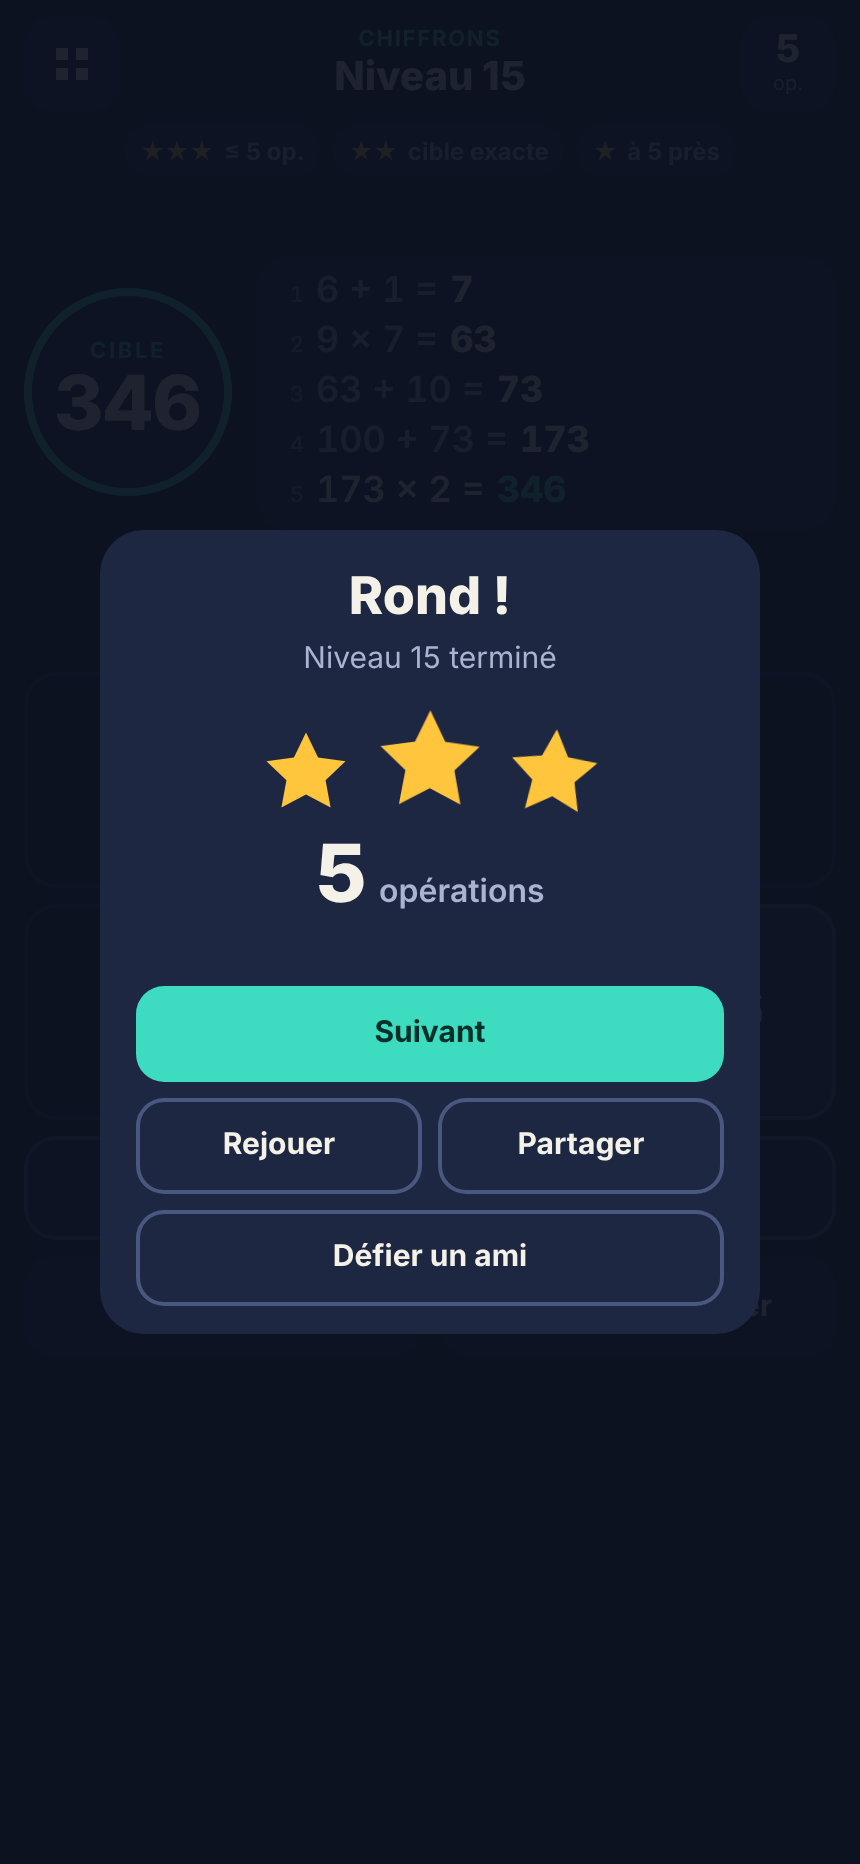 CHIFFRONS
Niveau 15
5
op.
★★★ ≤ 5 op.
★★ cible exacte
★ à 5 près
CIBLE
346
1 6 + 1 = 7
2 9 × 7 = 63
3 63 + 10 = 73
4 100 + 73 = 173
5 173 × 2 = 346
Rond !
Niveau 15 terminé
5 opérations
Suivant
Rejouer
Partager
Défier un ami